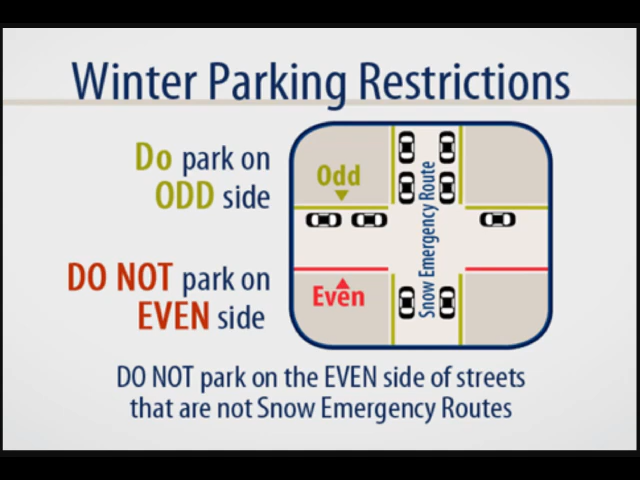 Winter Parking Restrictions
Do park on
ODD side
Odd
Snow Emergency Route
DO NOT park on
EVEN side
Even
DO NOT park on the EVEN side of streets
that are not Snow Emergency Routes